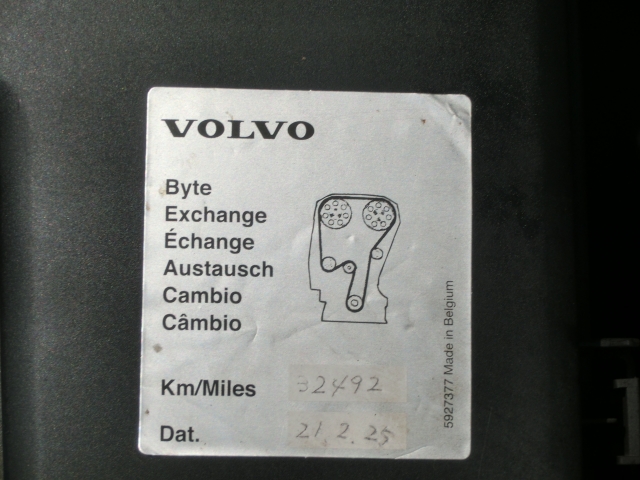 VOLVO
Byte
Exchange
Échange
Austausch
Cambio
Câmbio
Km/Miles 32492
Dat. 21.2.25
5927377 Made in Belgium